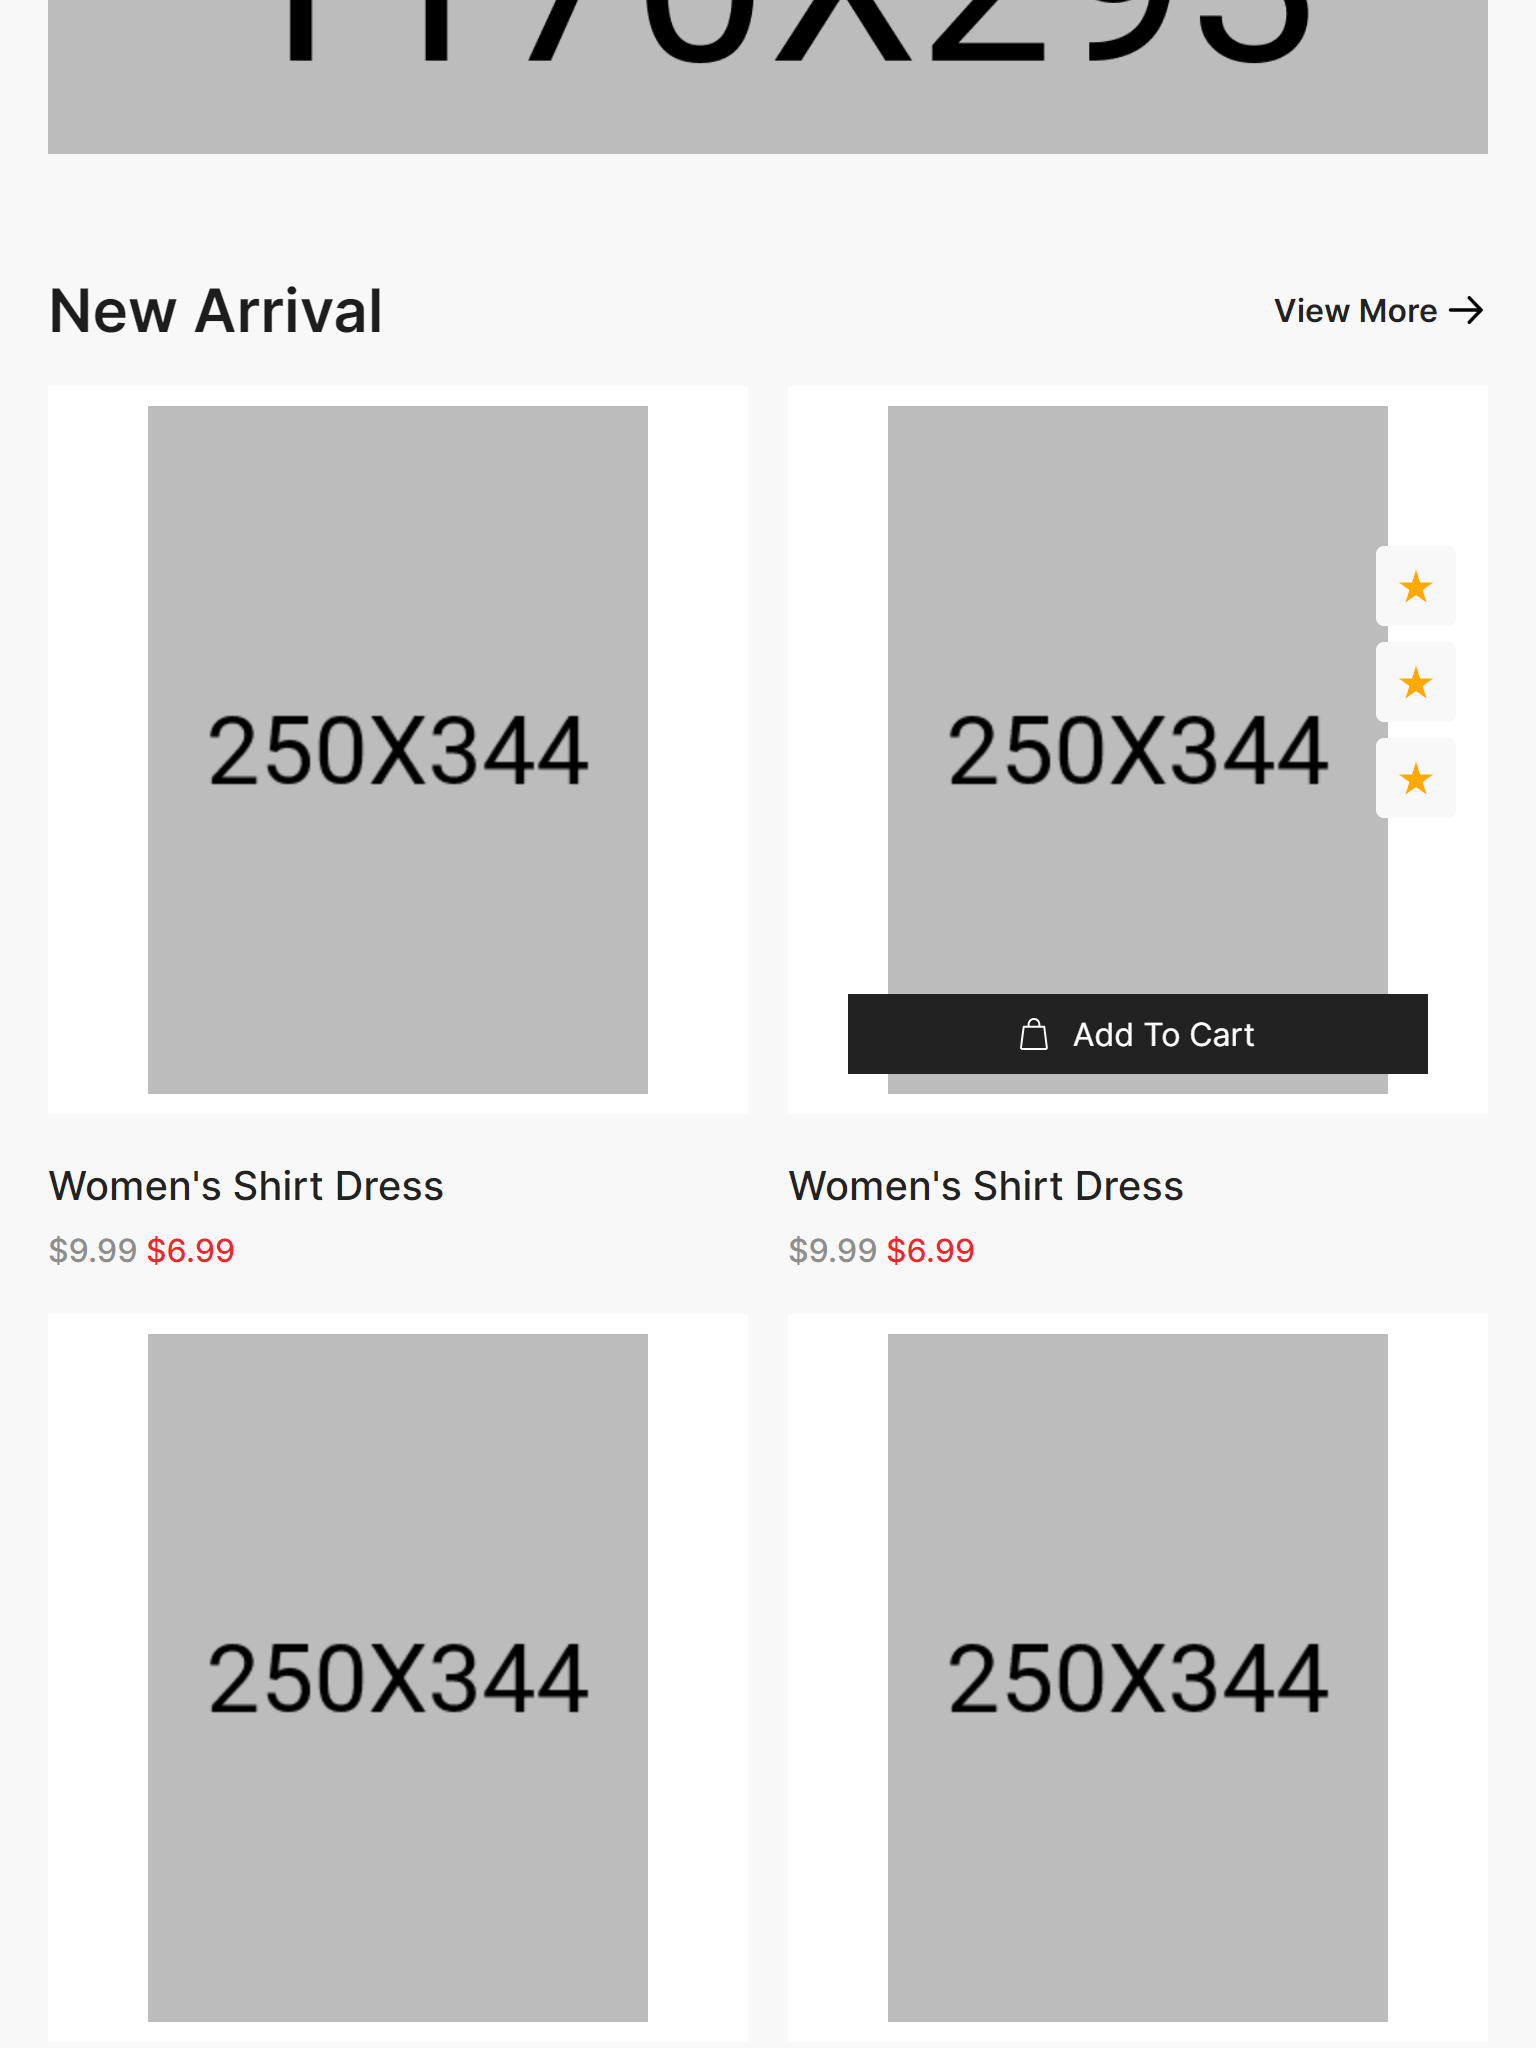 1170X293
New Arrival
View More
250X344
250X344
Add To Cart
Women's Shirt Dress
Women's Shirt Dress
$9.99 $6.99
$9.99 $6.99
250X344
250X344